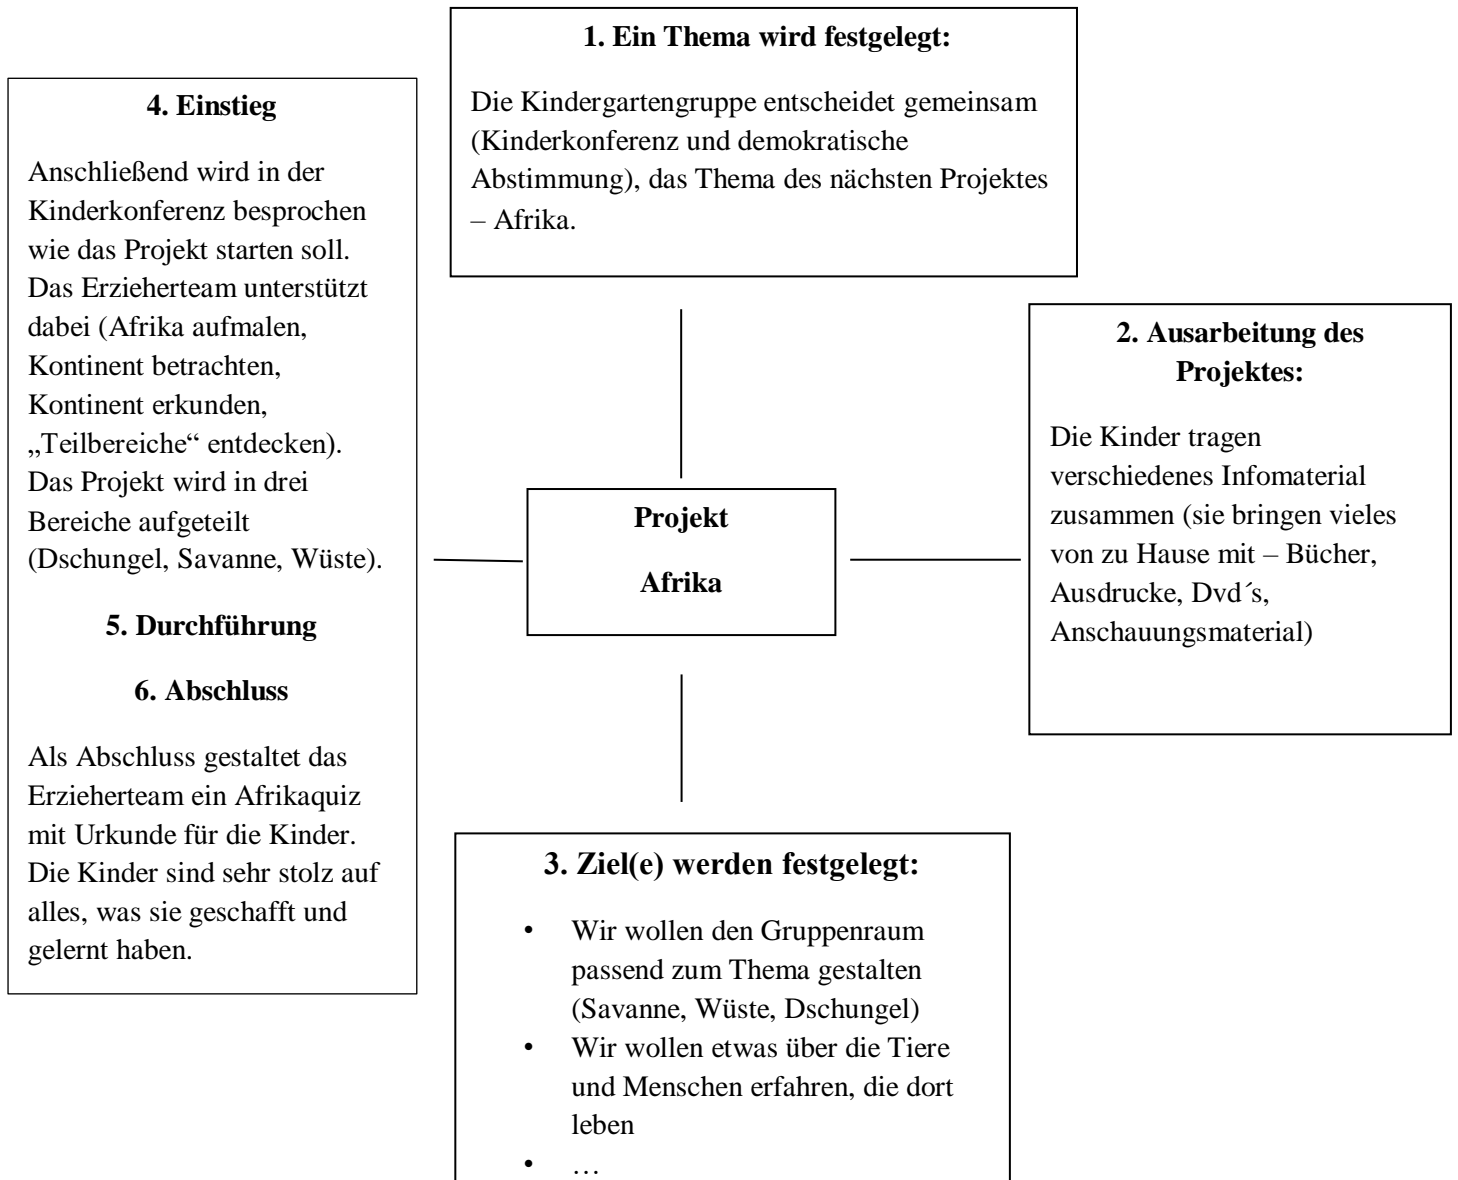 1. Ein Thema wird festgelegt:
Die Kindergartengruppe entscheidet gemeinsam
(Kinderkonferenz und demokratische
Abstimmung), das Thema des nächsten Projektes
– Afrika.
2. Ausarbeitung des
Projektes:
Die Kinder tragen
verschiedenes Infomaterial
zusammen (sie bringen vieles
von zu Hause mit – Bücher,
Ausdrucke, Dvd´s,
Anschauungsmaterial)
Projekt
Afrika
3. Ziel(e) werden festgelegt:
• Wir wollen den Gruppenraum
passend zum Thema gestalten
(Savanne, Wüste, Dschungel)
• Wir wollen etwas über die Tiere
und Menschen erfahren, die dort
leben
• …
4. Einstieg
Anschließend wird in der
Kinderkonferenz besprochen
wie das Projekt starten soll.
Das Erzieherteam unterstützt
dabei (Afrika aufmalen,
Kontinent betrachten,
Kontinent erkunden,
„Teilbereiche“ entdecken).
Das Projekt wird in drei
Bereiche aufgeteilt
(Dschungel, Savanne, Wüste).
5. Durchführung
6. Abschluss
Als Abschluss gestaltet das
Erzieherteam ein Afrikaquiz
mit Urkunde für die Kinder.
Die Kinder sind sehr stolz auf
alles, was sie geschafft und
gelernt haben.